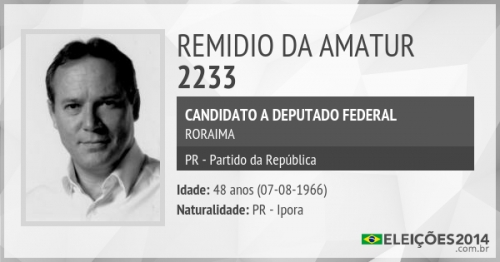 REMIDIO DA AMATUR
2233
CANDIDATO A DEPUTADO FEDERAL
RORAIMA
PR - Partido da República
Idade: 48 anos (07-08-1966)
Naturalidade: PR - Ipora
ELEIÇÕES2014
.com.br